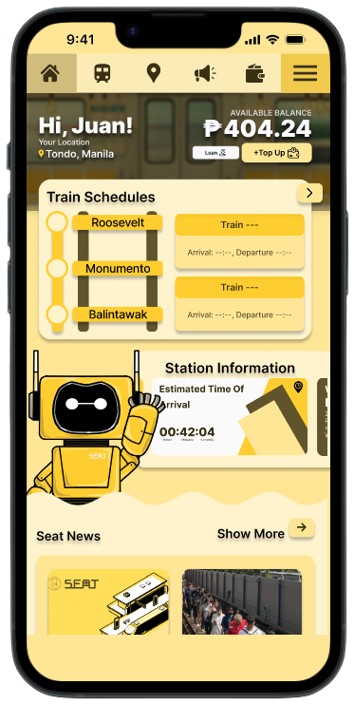 9:41
AVAILABLE BALANCE
Hi, Juan!
₱404.24
Your Location
Tondo, Manila
Loan
+Top Up
Train Schedules
Roosevelt
Train ---
Arrival: --:--, Departure --:--
Monumento
Train ---
Balintawak
Arrival: --:--, Departure --:--
Station Information
Estimated Time Of
Arrival
00:42:04
Hours Minutes Seconds
SEAT
Seat News
Show More
SEAT